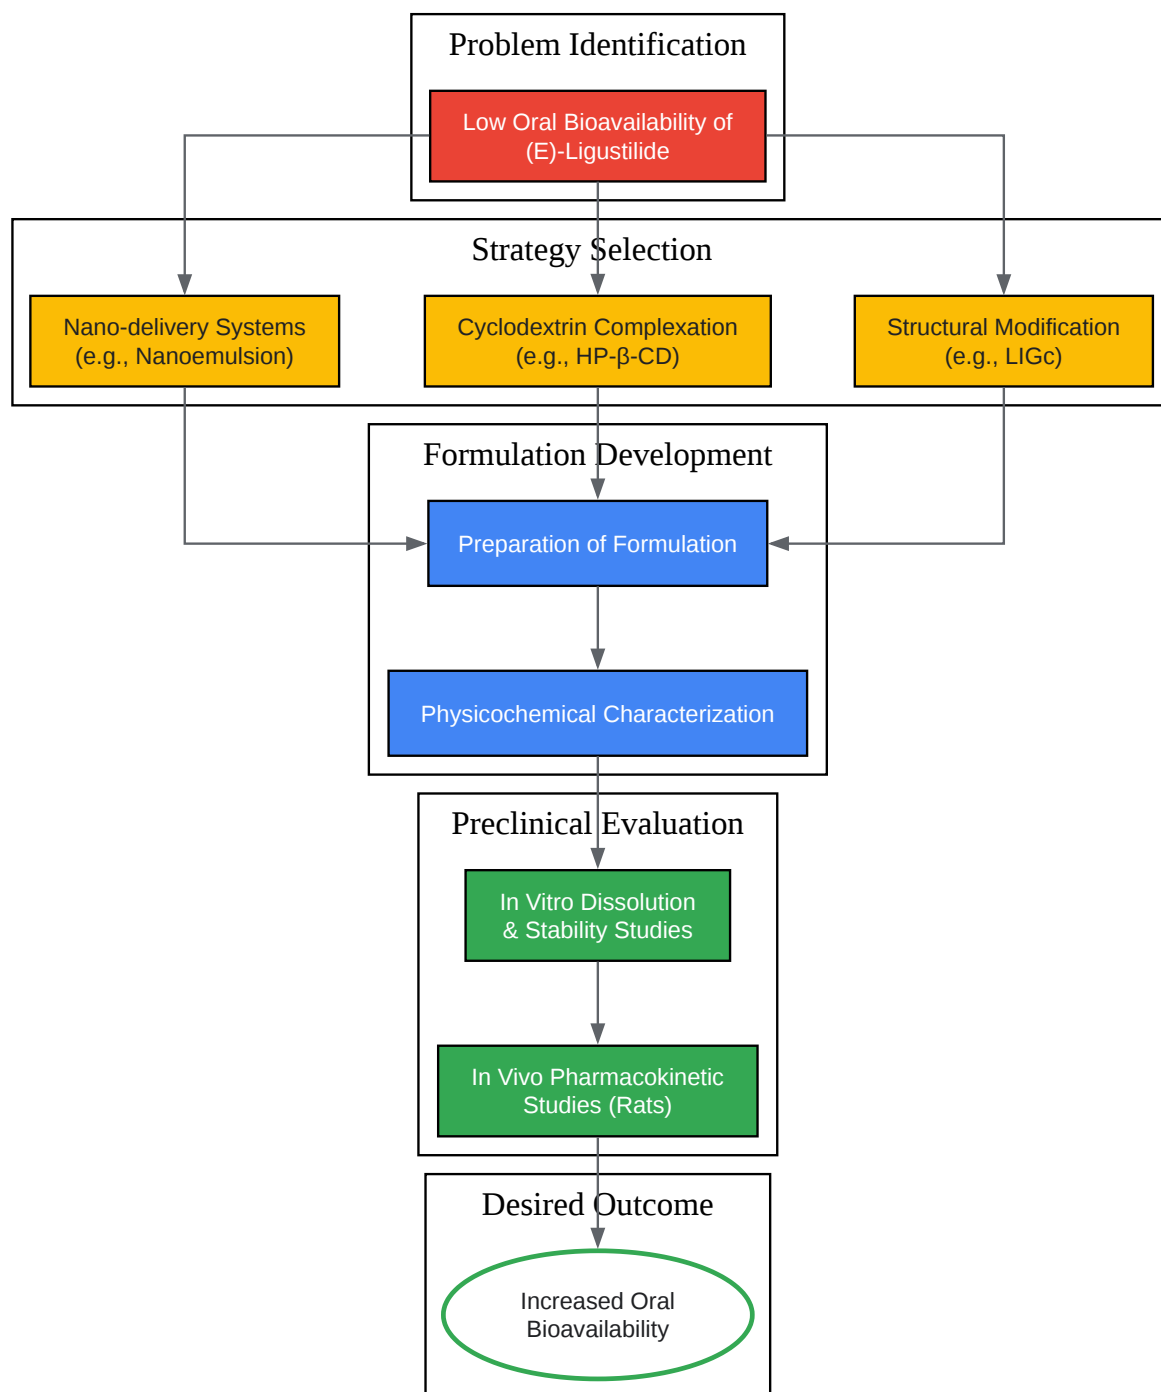 Problem Identification
Low Oral Bioavailability of
(E)-Ligustilide
Strategy Selection
Nano-delivery Systems
(e.g., Nanoemulsion)
Cyclodextrin Complexation
(e.g., HP-β-CD)
Structural Modification
(e.g., LIGc)
Formulation Development
Preparation of Formulation
Physicochemical Characterization
Preclinical Evaluation
In Vitro Dissolution
& Stability Studies
In Vivo Pharmacokinetic
Studies (Rats)
Desired Outcome
Increased Oral
Bioavailability